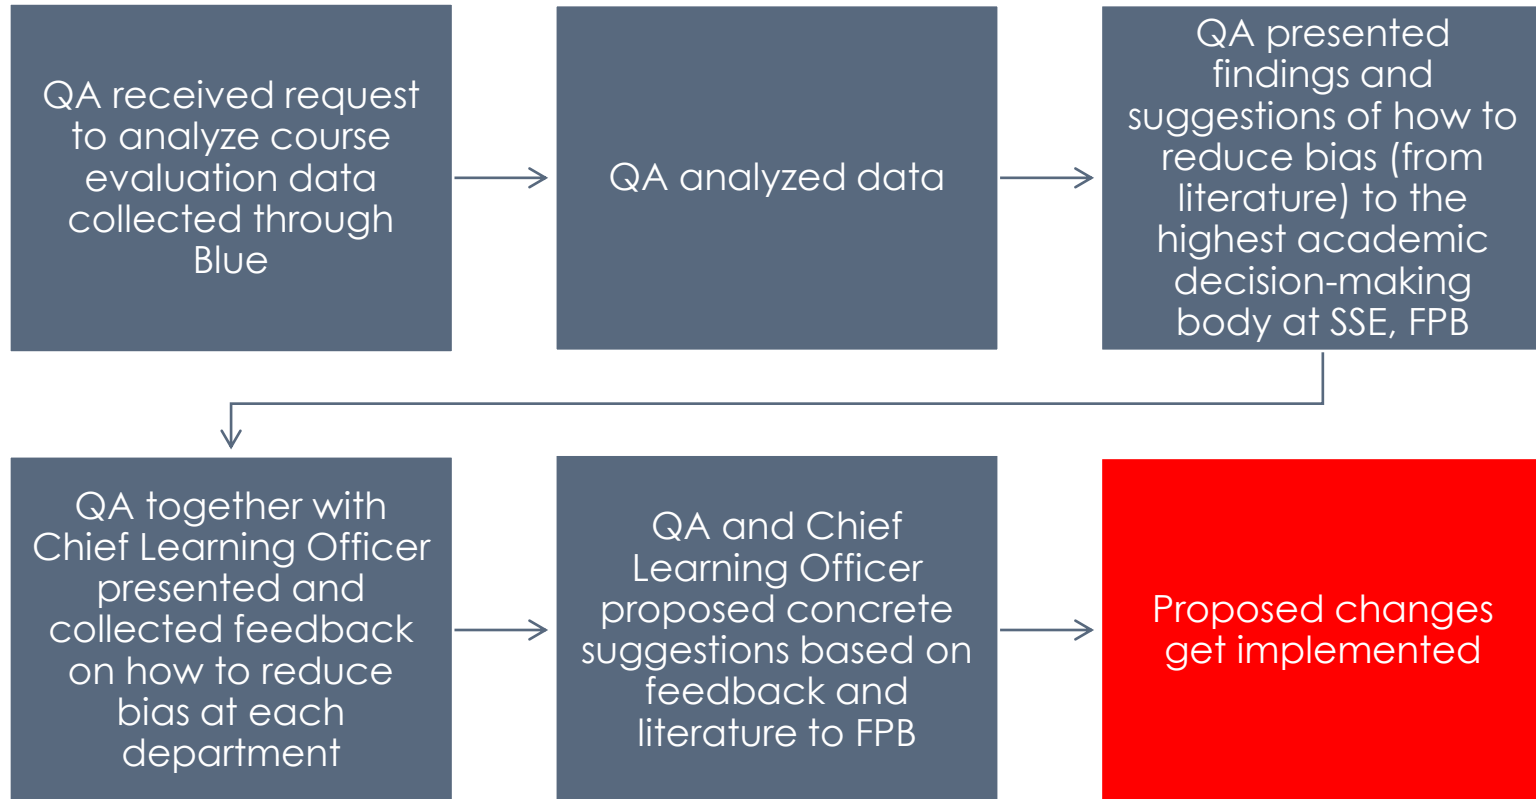 QA received request
to analyze course
evaluation data
collected through
Blue
QA analyzed data
QA presented
findings and
suggestions of how to
reduce bias (from
literature) to the
highest academic
decision-making
body at SSE, FPB
QA together with
Chief Learning Officer
presented and
collected feedback
on how to reduce
bias at each
department
QA and Chief
Learning Officer
proposed concrete
suggestions based on
feedback and
literature to FPB
Proposed changes
get implemented